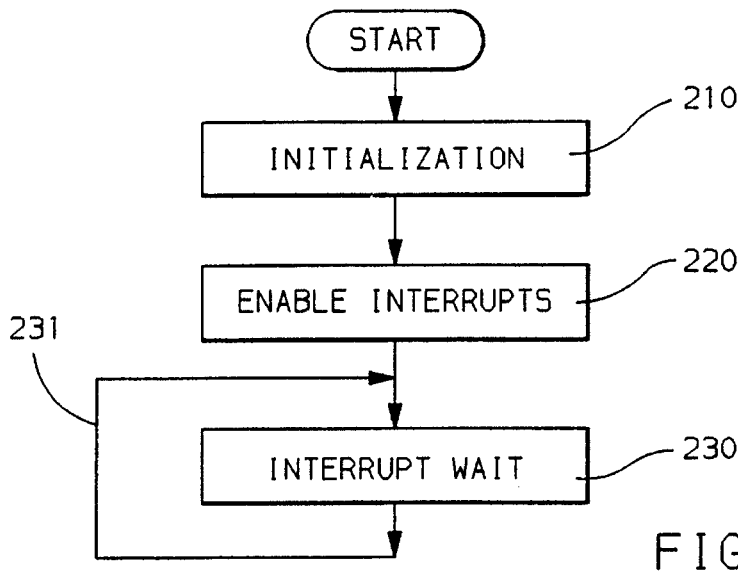 START
210
INITIALIZATION
220
ENABLE INTERRUPTS
231
230
INTERRUPT WAIT
FIG